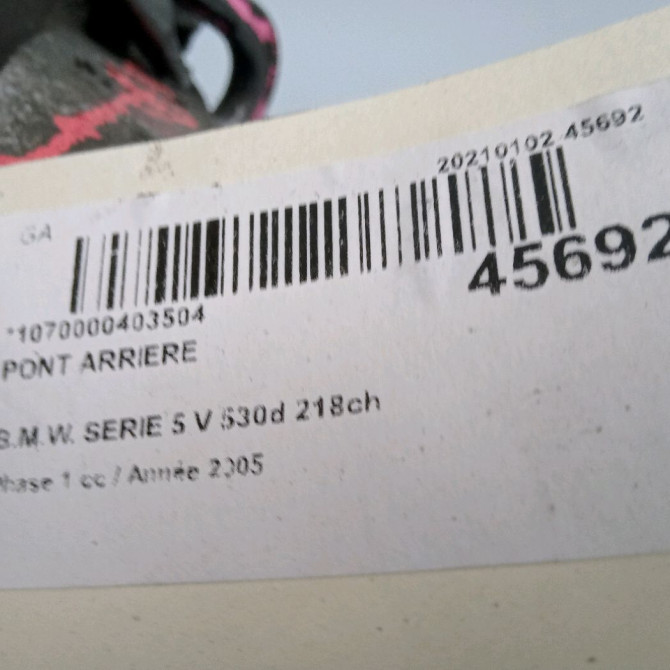 20210102 45692
GA
45692
*1070000403504
PONT ARRIERE
B.M.W. SERIE 5 V 530d 218ch
Phase 1 cc / Année 2005